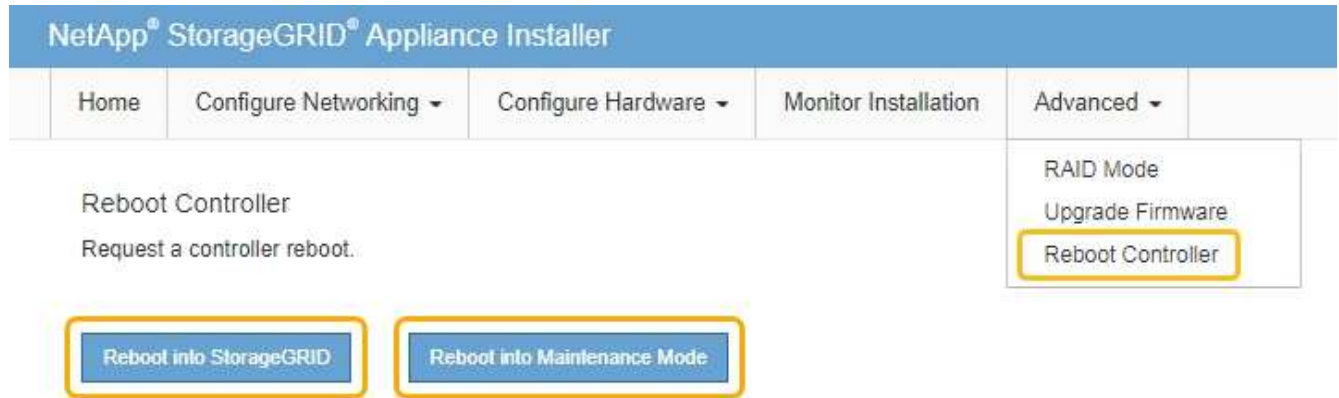 NetApp® StorageGRID® Appliance Installer
Home Configure Networking Configure Hardware Monitor Installation Advanced
RAID Mode
Upgrade Firmware
Reboot Controller
Reboot Controller
Request a controller reboot.
Reboot into StorageGRID Reboot into Maintenance Mode